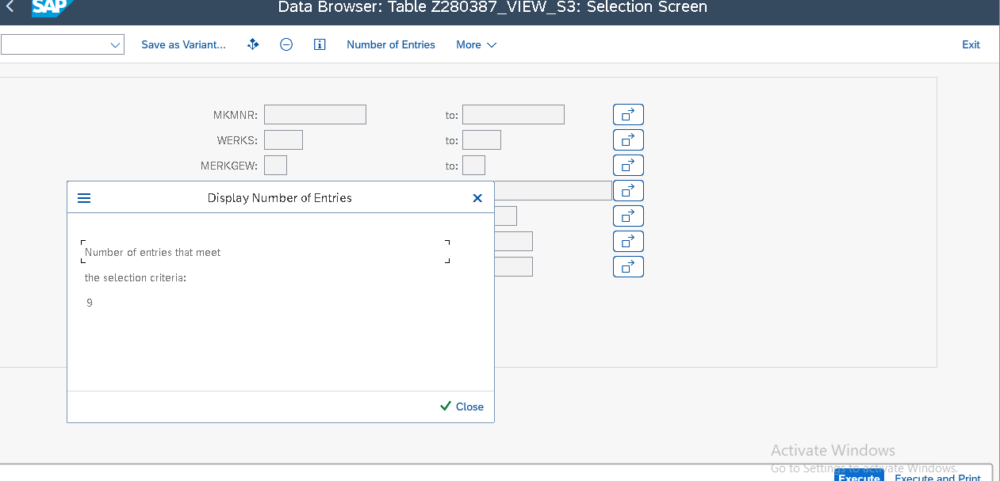 SAP
Data Browser: Table Z280387_VIEW_S3: Selection Screen
Save as Variant...
Number of Entries
More
Exit
MKMNR:
to:
WERKS:
to:
MERKGEW:
to:
Display Number of Entries
Number of entries that meet
the selection criteria:
9
Close
Activate Windows
Go to Settings to activate Windows.
Execute
Execute and Print